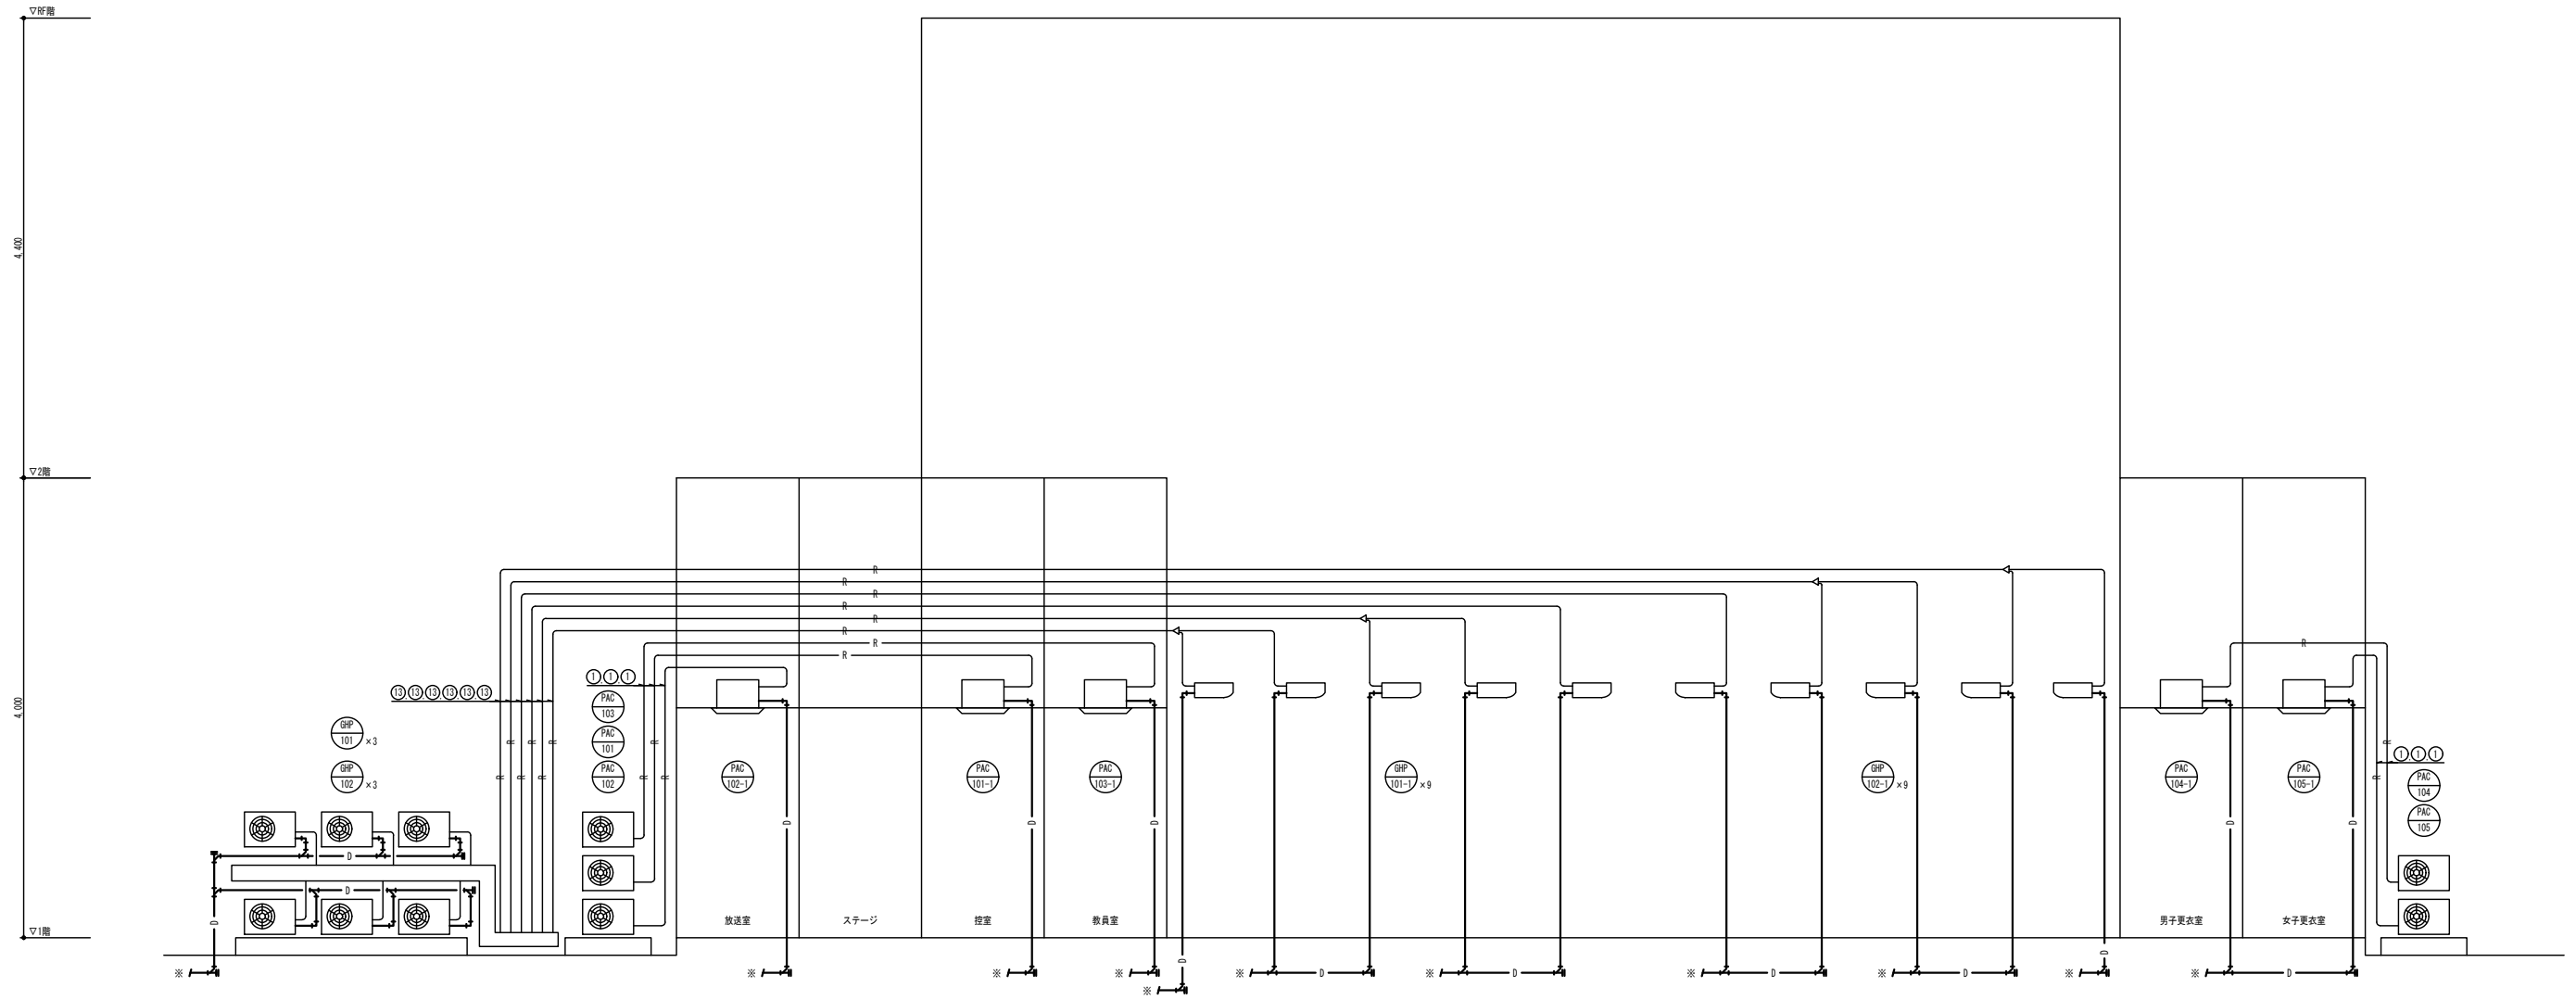 ▽RF階
4,400
▽2階
4,000
▽1階
R
R
R
R
R
R
R
R
R
⑬ ⑬ ⑬ ⑬ ⑬ ⑬
① ① ①
PAC
103
PAC
101
PAC
102
GHP
101 ×3
GHP
102 ×3
R R R R R R
R R R
PAC
102-1
PAC
101-1
PAC
103-1
GHP
101-1 ×9
GHP
102-1 ×9
PAC
104-1
PAC
105-1
R
R
① ① ①
PAC
104
PAC
105
D D D D D
D
D
D
放送室
ステージ
控室
教員室
男子更衣室
女子更衣室
D D
※ ※ ※ ※ ※ D ※ D ※ D ※ D ※ ※ D
※